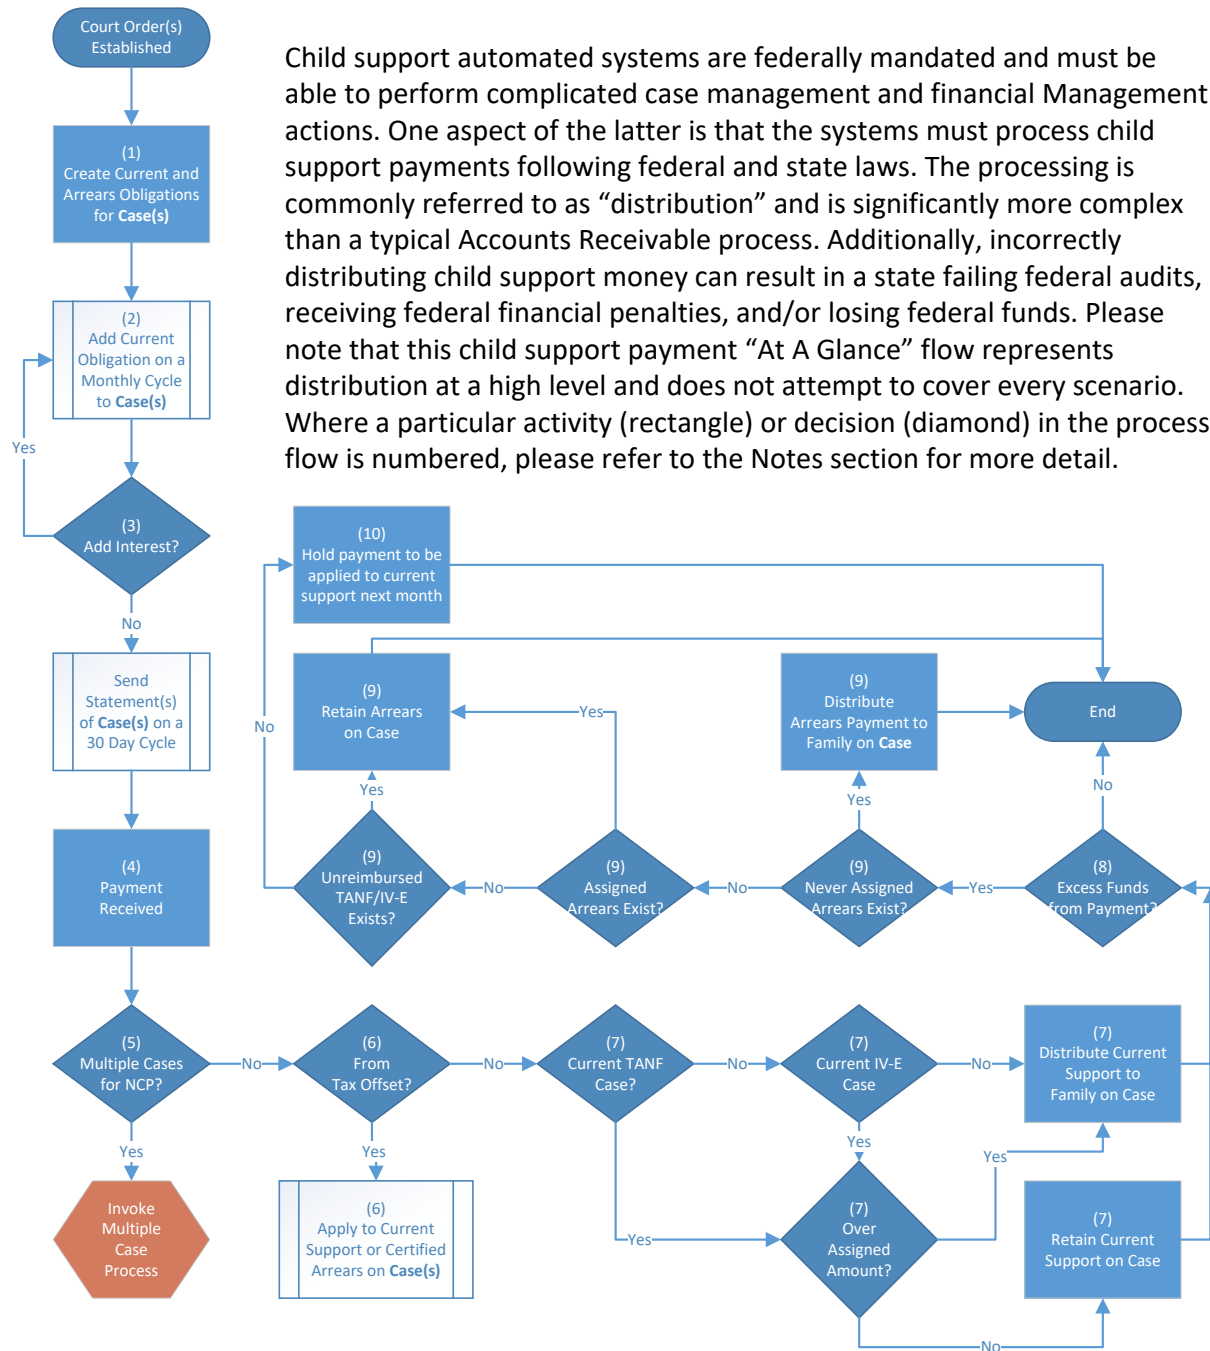 Court Order(s)
Established
Child support automated systems are federally mandated and must be
able to perform complicated case management and financial Management
actions. One aspect of the latter is that the systems must process child
support payments following federal and state laws. The processing is
commonly referred to as “distribution” and is significantly more complex
than a typical Accounts Receivable process. Additionally, incorrectly
distributing child support money can result in a state failing federal audits,
receiving federal financial penalties, and/or losing federal funds. Please
note that this child support payment “At A Glance” flow represents
distribution at a high level and does not attempt to cover every scenario.
Where a particular activity (rectangle) or decision (diamond) in the process
flow is numbered, please refer to the Notes section for more detail.
(1)
Create Current and
Arrears Obligations
for Case(s)
(2)
Add Current
Obligation on a
Monthly Cycle
to Case(s)
Yes
(3)
Add Interest?
No
Send
Statement(s)
of Case(s) on a
30 Day Cycle
(4)
Payment
Received
(10)
Hold payment to be
applied to current
support next month
No
(9)
Retain Arrears
on Case
Yes
(9)
Distribute
Arrears Payment to
Family on Case
End
Yes
Yes
No
(9)
Unreimbursed
TANF/IV-E
Exists?
No
(9)
Assigned
Arrears Exist?
No
(9)
Never Assigned
Arrears Exist?
Yes
(8)
Excess Funds
from Payment?
(5)
Multiple Cases
for NCP?
No
(6)
From
Tax Offset?
No
(7)
Current TANF
Case?
No
(7)
Current IV-E
Case
No
(7)
Distribute Current
Support to
Family on Case
Yes
Yes
Yes
Yes
Invoke
Multiple
Case
Process
(6)
Apply to Current
Support or Certified
Arrears on Case(s)
Yes
(7)
Over
Assigned
Amount?
(7)
Retain Current
Support on Case
No